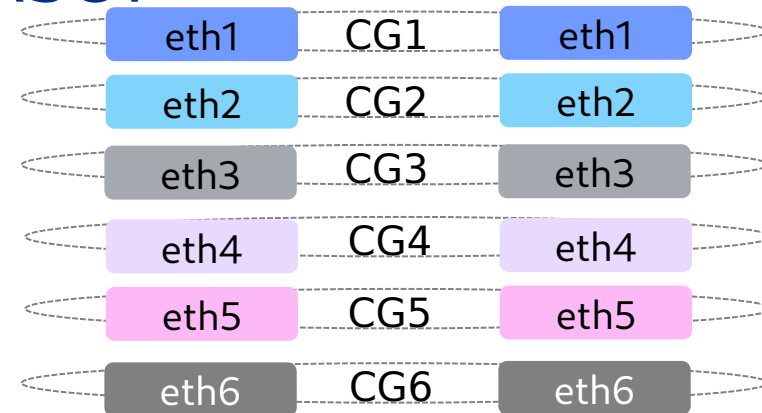 eth1 CG1 eth1
eth2 CG2 eth2
eth3 CG3 eth3
eth4 CG4 eth4
eth5 CG5 eth5
eth6 CG6 eth6